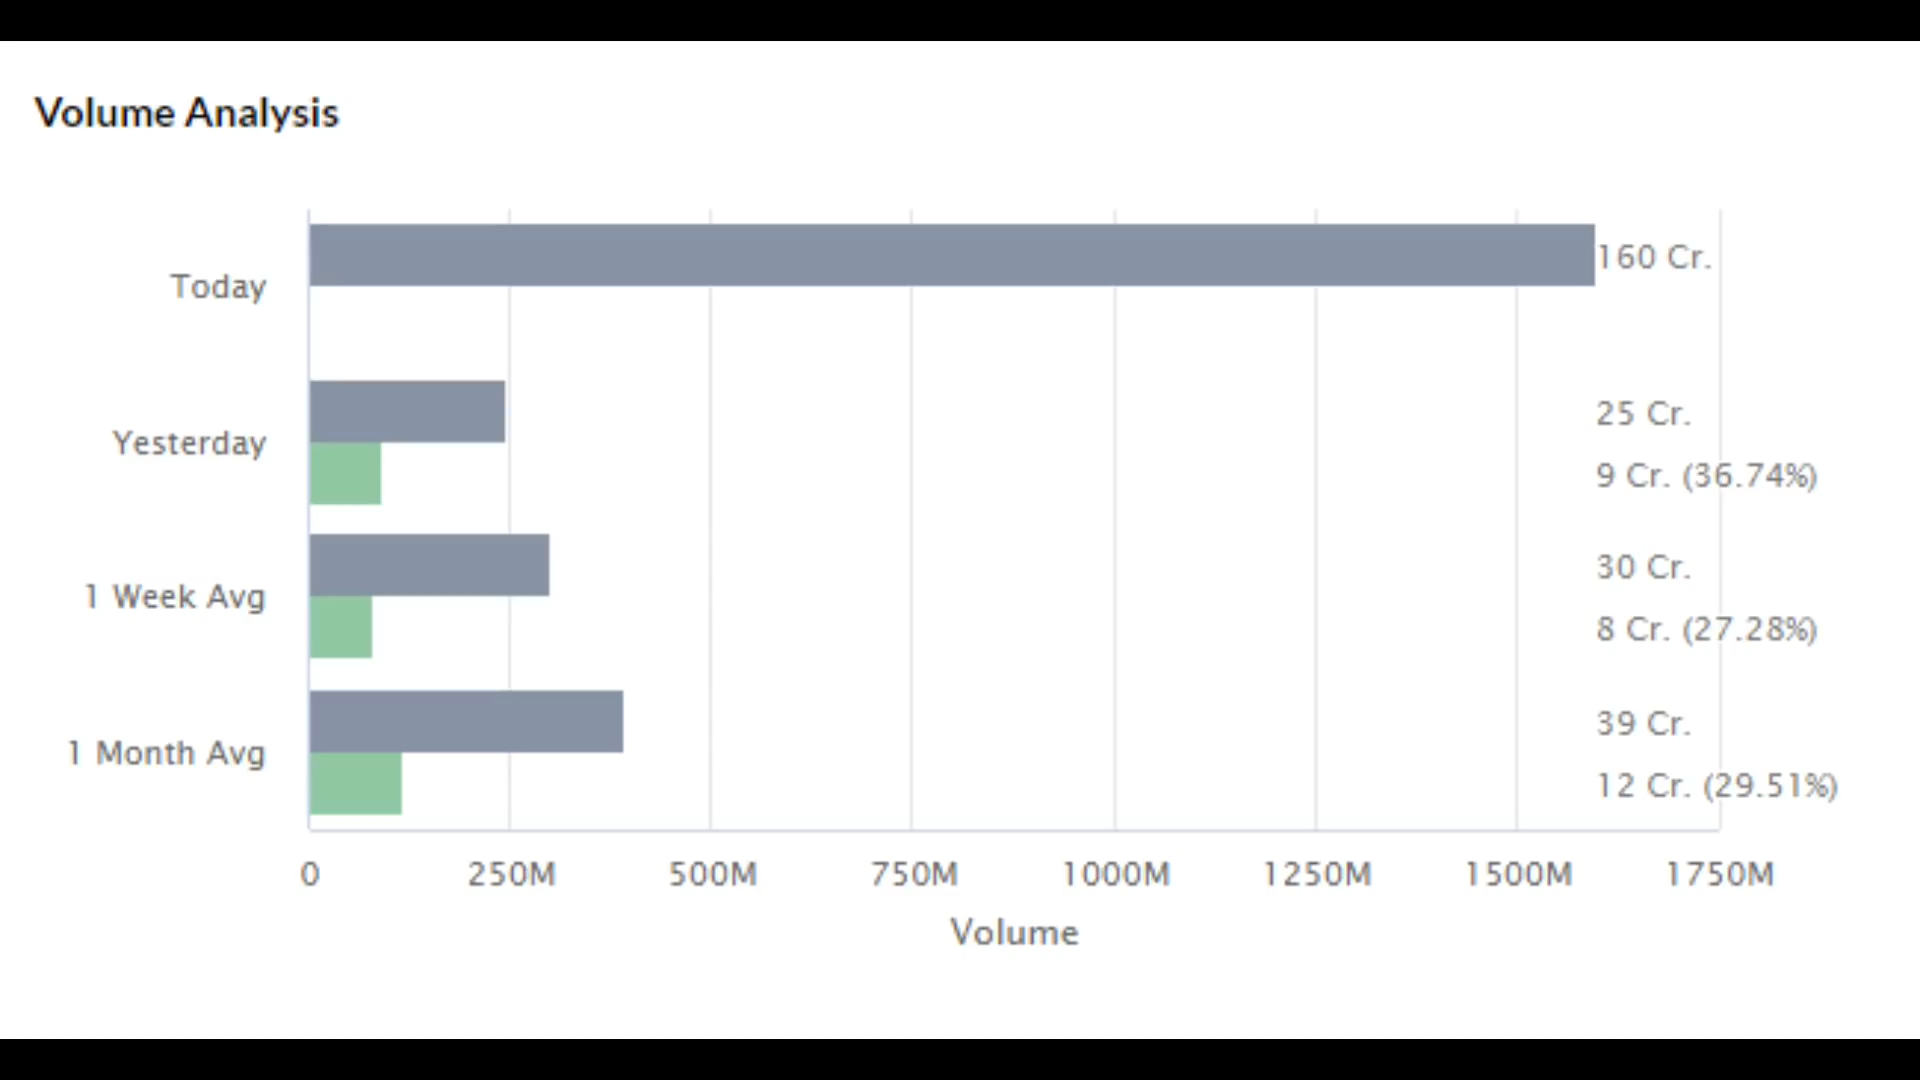 Volume Analysis
Today
160 Cr.
Yesterday
25 Cr.
9 Cr. (36.74%)
1 Week Avg
30 Cr.
8 Cr. (27.28%)
1 Month Avg
39 Cr.
12 Cr. (29.51%)
0 250M 500M 750M 1000M 1250M 1500M 1750M
Volume